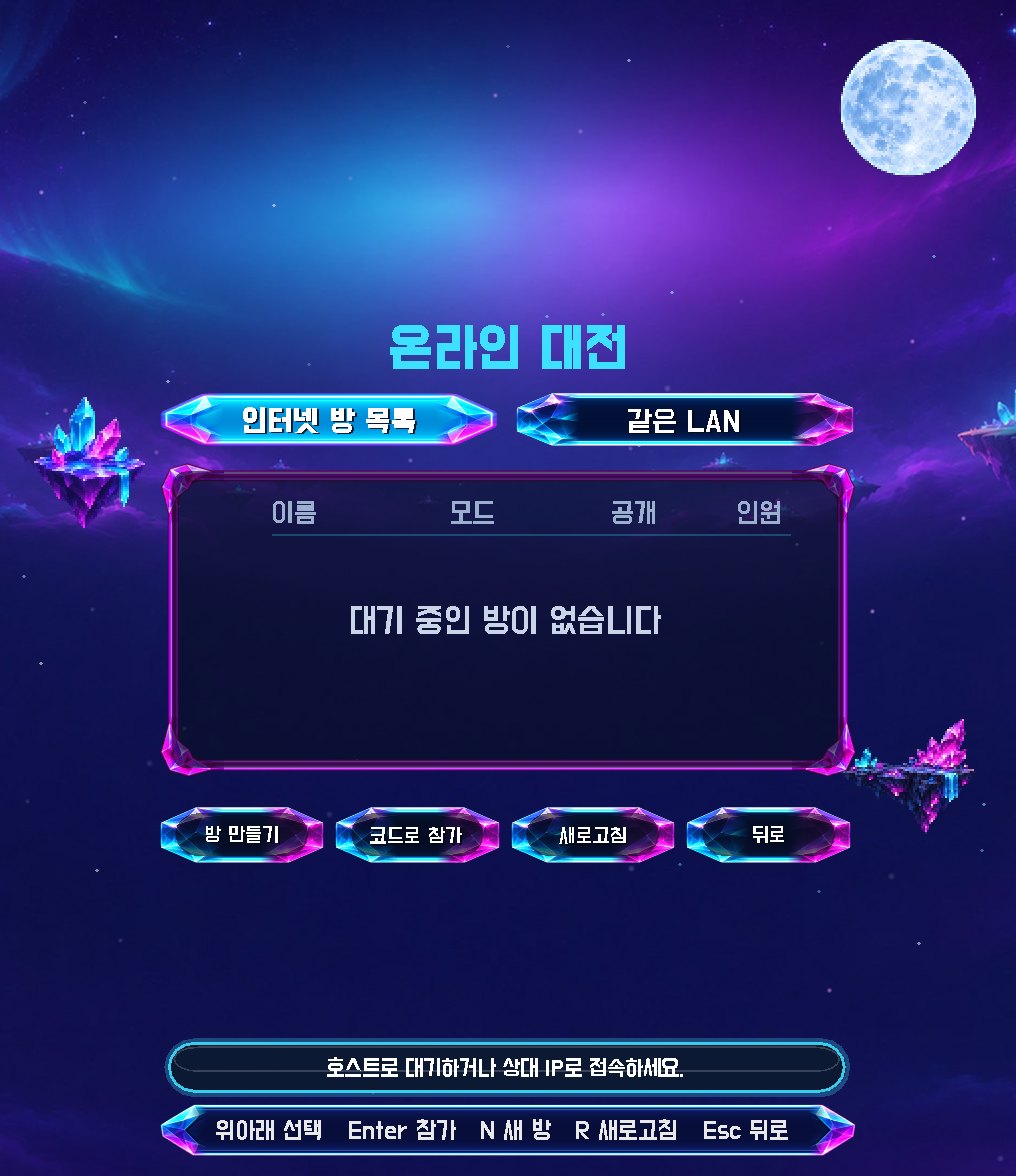 온라인 대전
인터넷 방 목록 같은 LAN
이름 모드 공개 인원
대기 중인 방이 없습니다
방 만들기 코드로 참가 새로고침 뒤로
호스트로 대기하거나 상대 IP로 접속하세요.
위아래 선택 Enter 참가 N 새 방 R 새로고침 Esc 뒤로